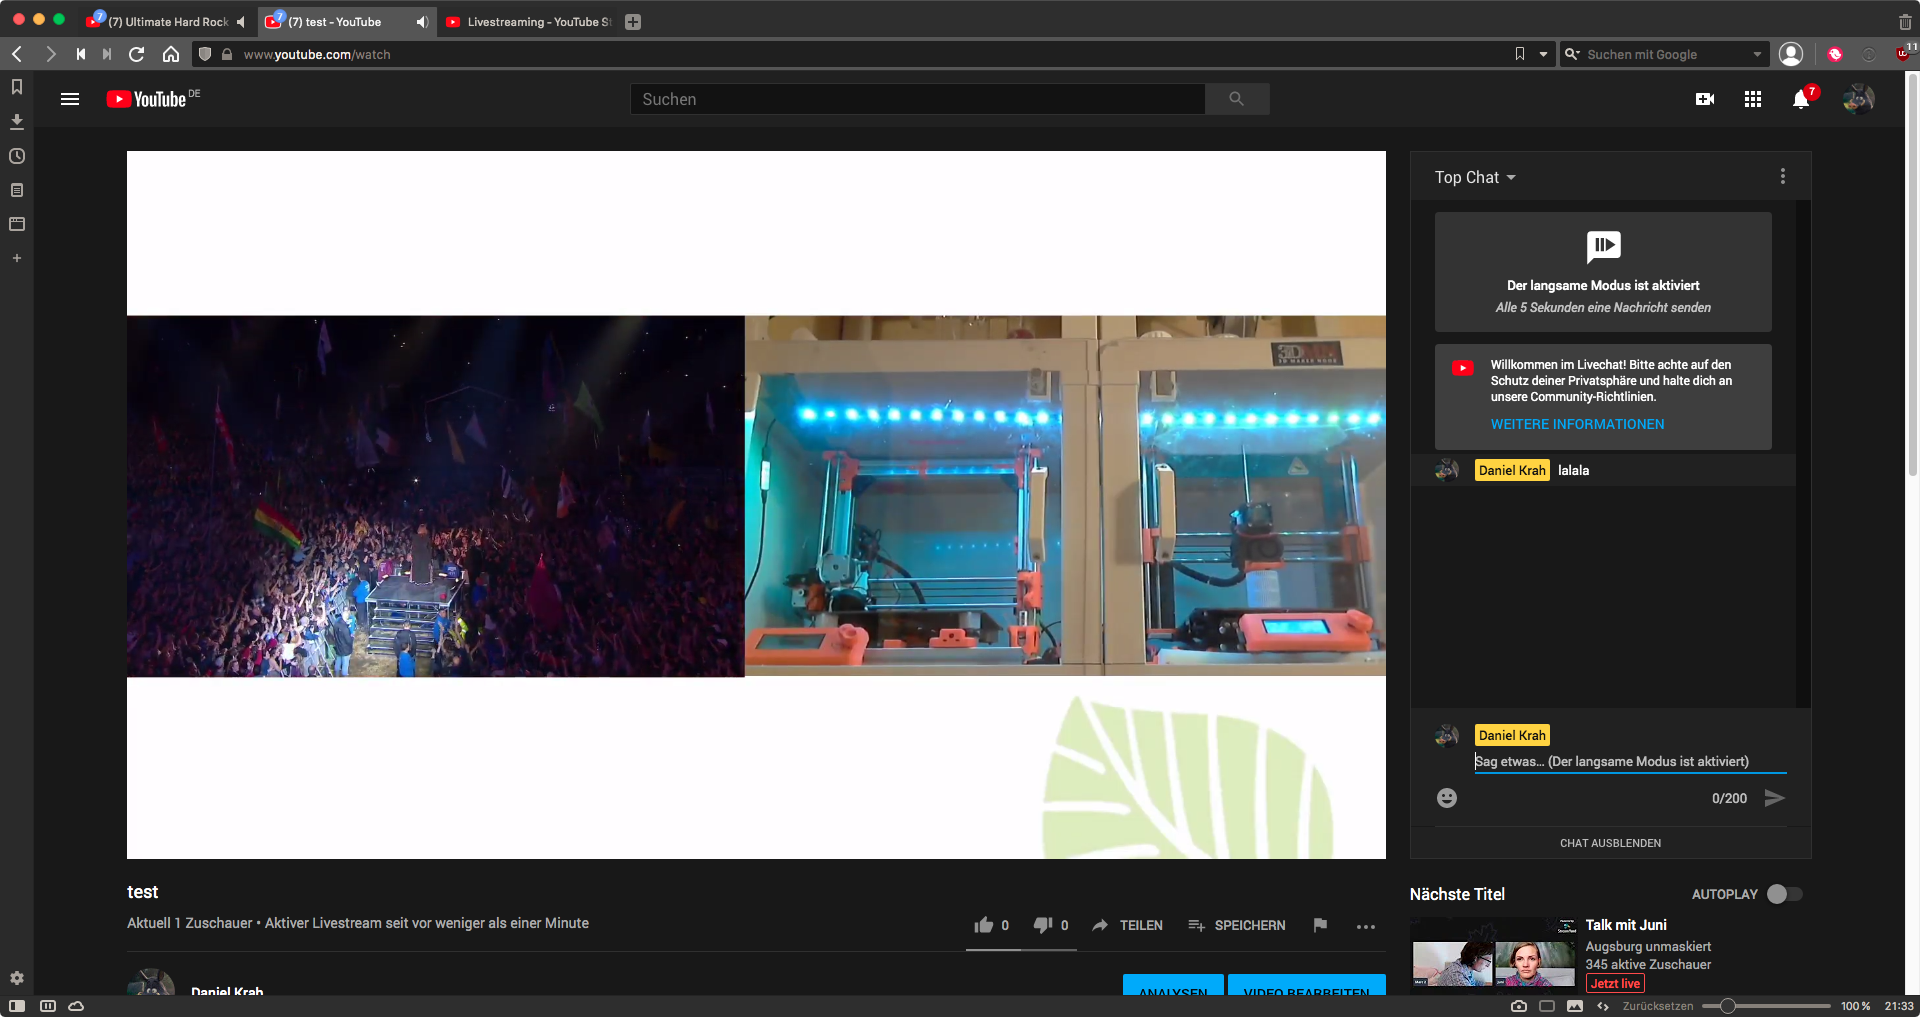 (7) Ultimate Hard Rock
(7) test - YouTube
Livestreaming - YouTube St
www.youtube.com/watch
Suchen mit Google
11
YouTube DE
Suchen
7
Top Chat
Der langsame Modus ist aktiviert
Alle 5 Sekunden eine Nachricht senden
Willkommen im Livechat! Bitte achte auf den
Schutz deiner Privatsphäre und halte dich an
unsere Community-Richtlinien.
WEITERE INFORMATIONEN
Daniel Krah lalala
Daniel Krah
Sag etwas... (Der langsame Modus ist aktiviert)
0/200
CHAT AUSBLENDEN
test
Aktuell 1 Zuschauer • Aktiver Livestream seit vor weniger als einer Minute
0
0
TEILEN
SPEICHERN
Daniel Krah
ANALYSEN
VIDEO BEARBEITEN
Nächste Titel
AUTOPLAY
Talk mit Juni
Augsburg unmaskiert
345 aktive Zuschauer
Jetzt live
Zurücksetzen
100 %
21:33